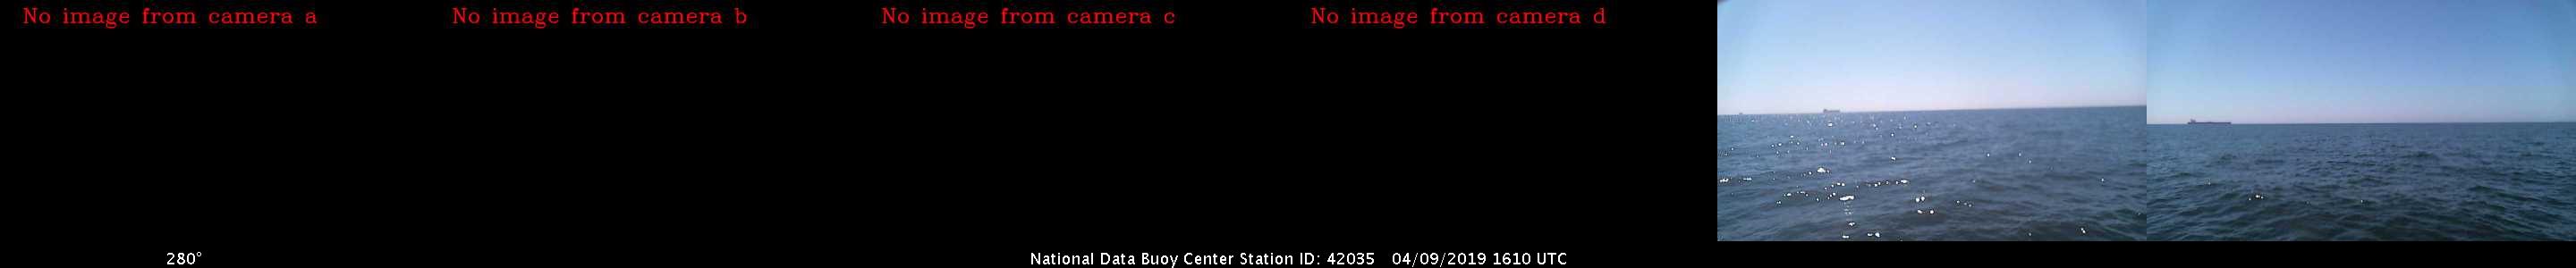 No image from camera a
No image from camera b
No image from camera c
No image from camera d
280°
National Data Buoy Center Station ID: 42035 04/09/2019 1610 UTC